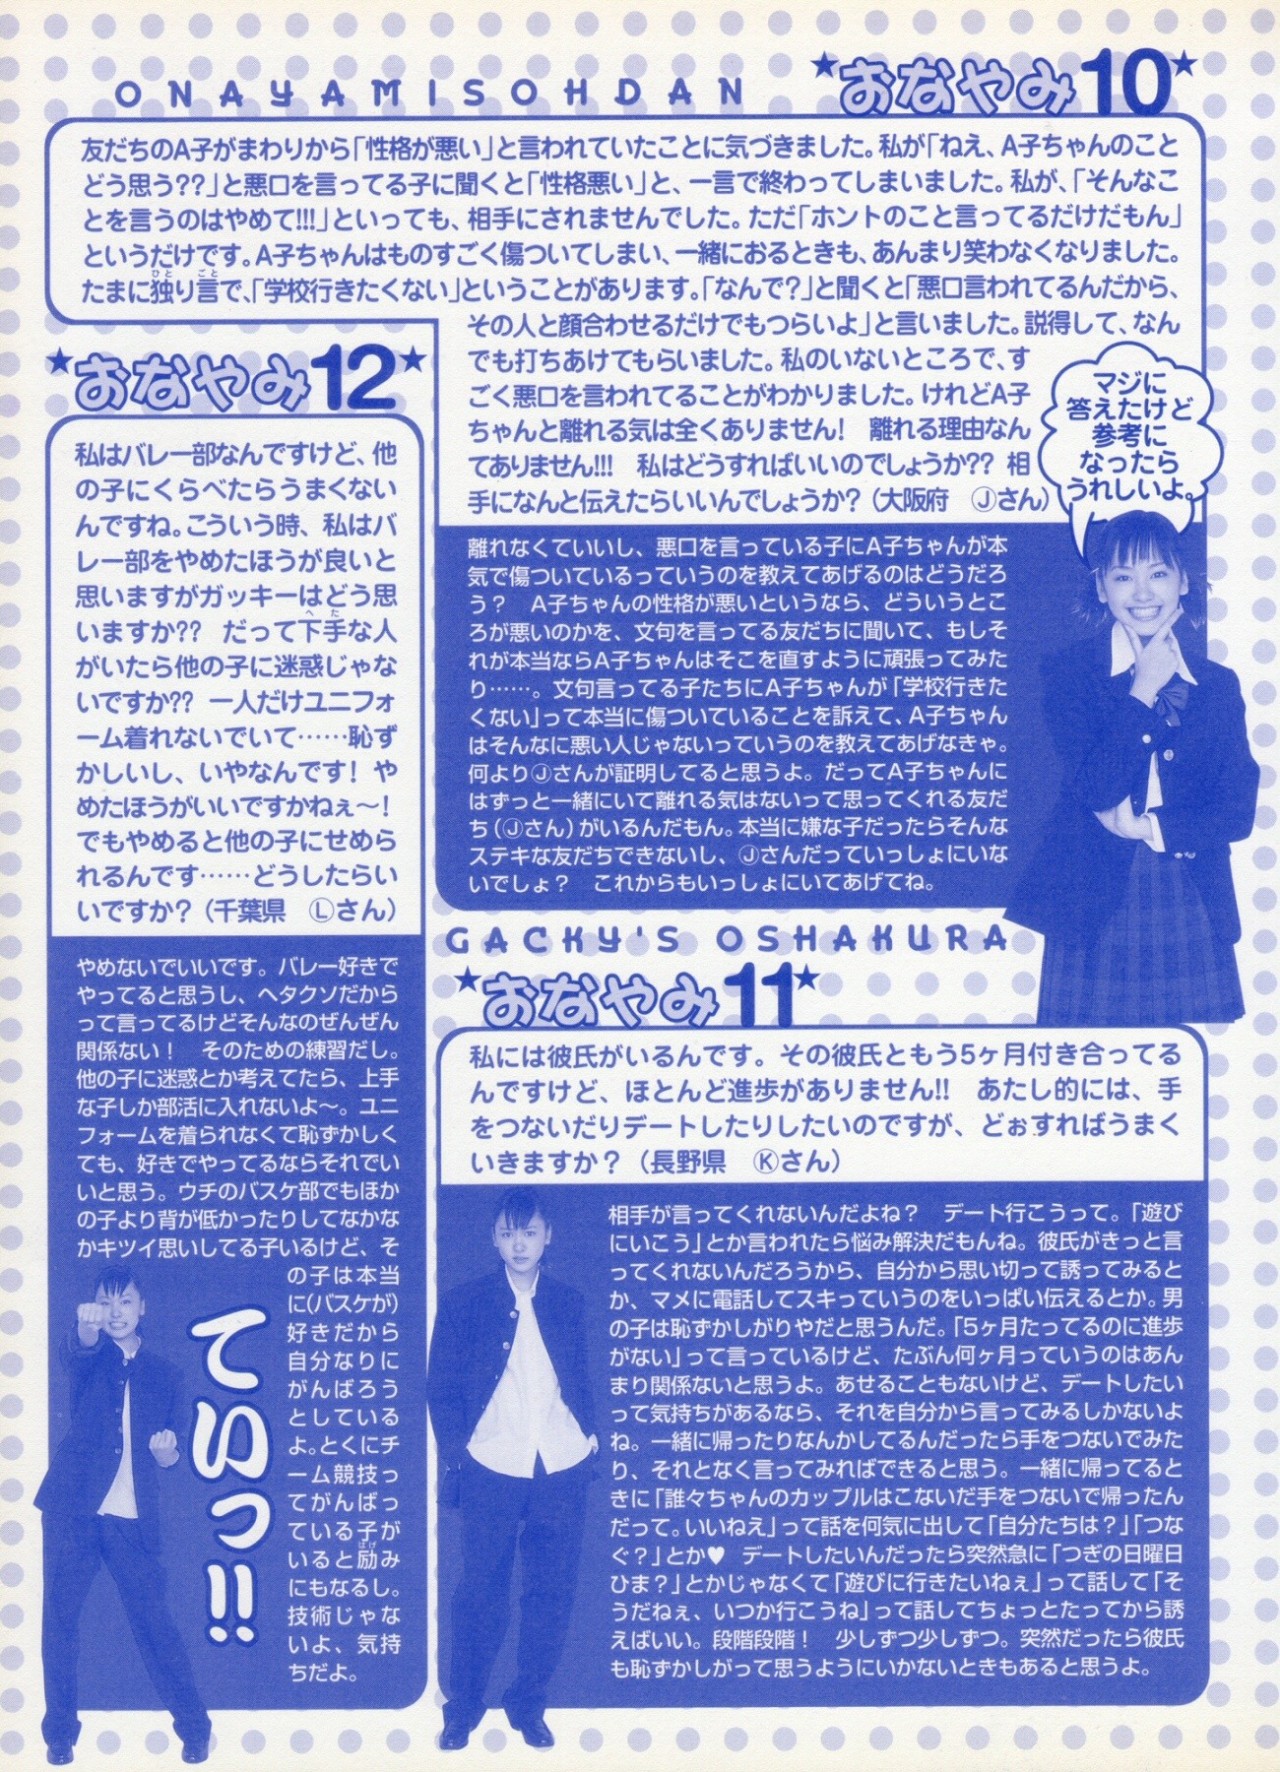 ONAYAMISOHDAN
★おなやみ10★
友だちのA子がまわりから「性格が悪い」と言われていたことに気づきました。私が「ねえ、A子ちゃんのこと
どう思う??」と悪口を言ってる子に聞くと「性格悪い」と、一言で終わってしまいました。私が、「そんなこ
とを言うのはやめて!!!」といっても、相手にされませんでした。ただ「ホントのこと言ってるだけだもん」
というだけです。A子ちゃんはものすごく傷ついてしまい、一緒におるときも、あんまり笑わなくなりました。
たまに独り言で、「学校行きたくない」ということがあります。「なんで?」と聞くと「悪口言われてるんだから、
その人と顔合わせるだけでもつらいよ」と言いました。説得して、なん
でも打ちあけてもらいました。私のいないところで、す
ごく悪口を言われてることがわかりました。けれどA子
ちゃんと離れる気は全くありません! 離れる理由なん
てありません!!! 私はどうすればいいのでしょうか?? 相
手になんと伝えたらいいんでしょうか?（大阪府 Ⓙさん）
マジに
答えたけど
参考に
なったら
うれしいよ。
離れなくていいし、悪口を言っている子にA子ちゃんが本
気で傷ついているっていうのを教えてあげるのはどうだろ
う? A子ちゃんの性格が悪いというなら、どういうとこ
ろが悪いのかを、文句を言ってる友だちに聞いて、もしそ
れが本当ならA子ちゃんはそこを直すように頑張ってみた
り……。文句言ってる子たちにA子ちゃんが「学校行きた
くない」って本当に傷ついていることを訴えて、A子ちゃん
はそんなに悪い人じゃないっていうのを教えてあげなきゃ。
何よりⒿさんが証明してると思うよ。だってA子ちゃんに
はずっと一緒にいて離れる気はないって思ってくれる友だ
ち（Ⓙさん）がいるんだもん。本当に嫌な子だったらそんな
ステキな友だちできないし、Ⓙさんだっていっしょにいな
いでしょ? これからもいっしょにいてあげてね。
GACKY'S OSHAKURA
★おなやみ11★
私には彼氏がいるんです。その彼氏ともう5ヶ月付き合ってる
んですけど、ほとんど進歩がありません!! あたし的には、手
をつないだりデートしたりしたいのですが、どぉすればうまく
いきますか?（長野県 Ⓚさん）
相手が言ってくれないんだよね? デート行こうって。「遊び
にいこう」とか言われたら悩み解決だもんね。彼氏がきっと言
ってくれないんだろうから、自分から思い切って誘ってみると
か、マメに電話してスキっていうのをいっぱい伝えるとか。男
の子は恥ずかしがりやだと思うんだ。「5ヶ月たってるのに進歩
がない」って言っているけど、たぶん何ヶ月っていうのはあん
まり関係ないと思うよ。あせることもないけど、デートしたい
って気持ちがあるなら、それを自分から言ってみるしかないよ
ね。一緒に帰ったりなんかしてるんだったら手をつないでみた
り、それとなく言ってみればできると思う。一緒に帰ってると
きに「誰々ちゃんのカップルはこないだ手をつないで帰ったん
だって。いいねえ」って話を何気に出して「自分たちは?」「つな
ぐ?」とか♥ デートしたいんだったら突然急に「つぎの日曜日
ひま?」とかじゃなくて「遊びに行きたいねぇ」って話して「そ
うだねぇ、いつか行こうね」って話してちょっとたってから誘
えばいい。段階段階! 少しずつ少しずつ。突然だったら彼氏
も恥ずかしがって思うようにいかないときもあると思うよ。
★おなやみ12★
私はバレー部なんですけど、他
の子にくらべたらうまくない
んですね。こういう時、私はバ
レー部をやめたほうが良いと
思いますがガッキーはどう思
いますか?? だって下手な人
がいたら他の子に迷惑じゃな
いですか?? 一人だけユニフォ
ーム着れないでいて……恥ず
かしいし、いやなんです! や
めたほうがいいですかねぇ〜!
でもやめると他の子にせめら
れるんです……どうしたらい
いですか?（千葉県 Ⓛさん）
やめないでいいです。バレー好きで
やってると思うし、ヘタクソだから
って言ってるけどそんなのぜんぜん
関係ない! そのための練習だし。
他の子に迷惑とか考えてたら、上手
な子しか部活に入れないよ〜。ユニ
フォームを着られなくて恥ずかしく
ても、好きでやってるならそれでい
いと思う。ウチのバスケ部でもほか
の子より背が低かったりしてなかな
かキツイ思いしてる子いるけど、そ
の子は本当
に(バスケが)
好きだから
自分なりに
がんばろう
としている
よ。とくにチ
ーム競技っ
てがんばっ
ている子が
いると励み
にもなるし。
技術じゃな
いよ、気持
ちだよ。
ていっ!!